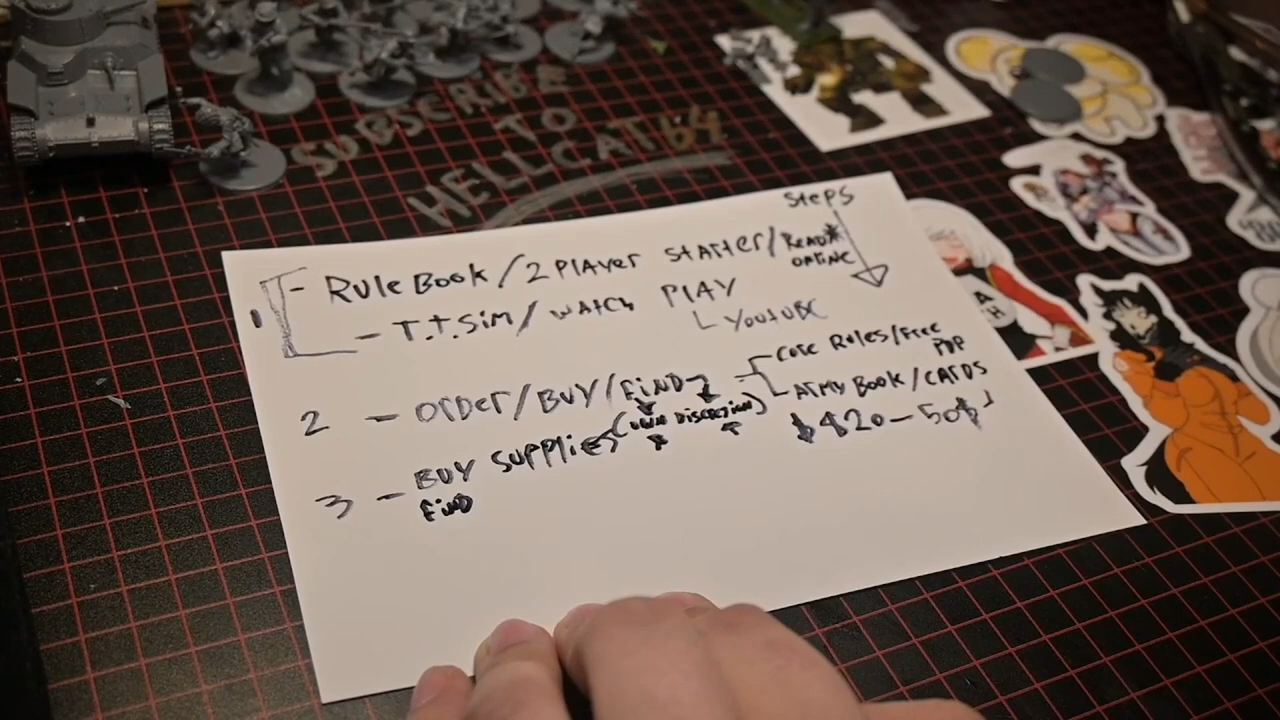 SUBSCRIBE
TO
HELLCAT64
Steps
- Rule Book / 2 Player Starter / Read* online
1 - T.T.Sim / watch PLAY
└ Youtube
2 - Order / BUY / FIND - Core Rules / Free PDF
- Army Book / CARDS
(own Discretion) $20 - 50$
3 - BUY Supplies
FIND